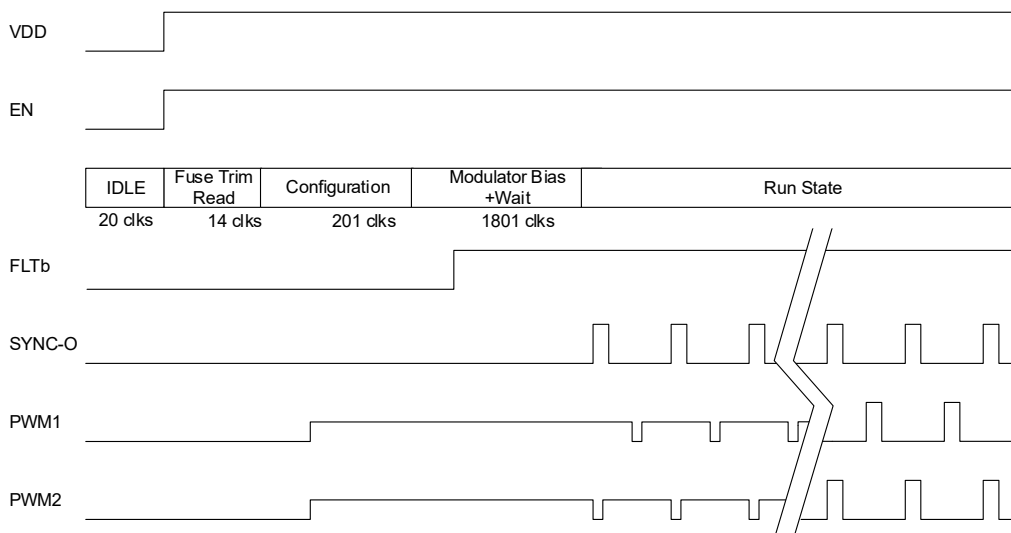 VDD
EN
IDLE
Fuse Trim
Read
Configuration
Modulator Bias
+Wait
Run State
20 clks
14 clks
201 clks
1801 clks
FLTb
SYNC-O
PWM1
PWM2